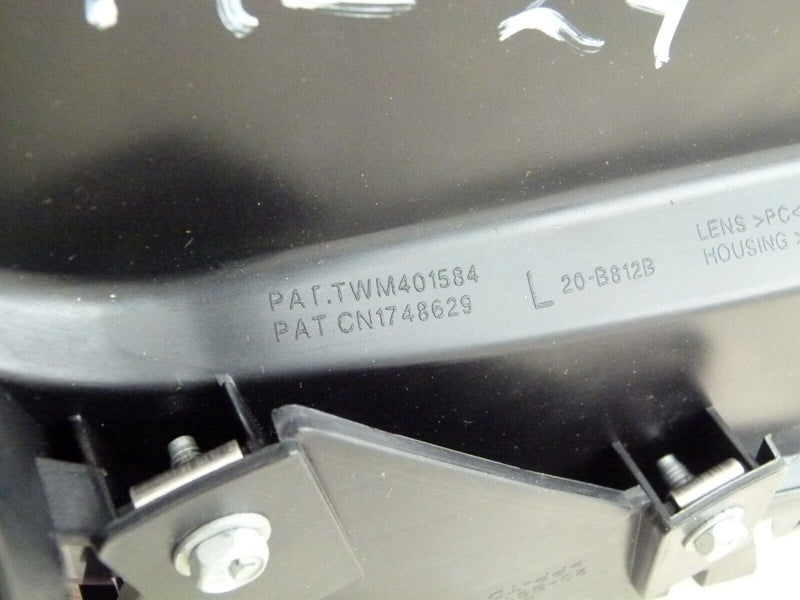 PAT.TWM401584
PAT CN1748629
L 20-B812B
LENS >PC<
HOUSING >